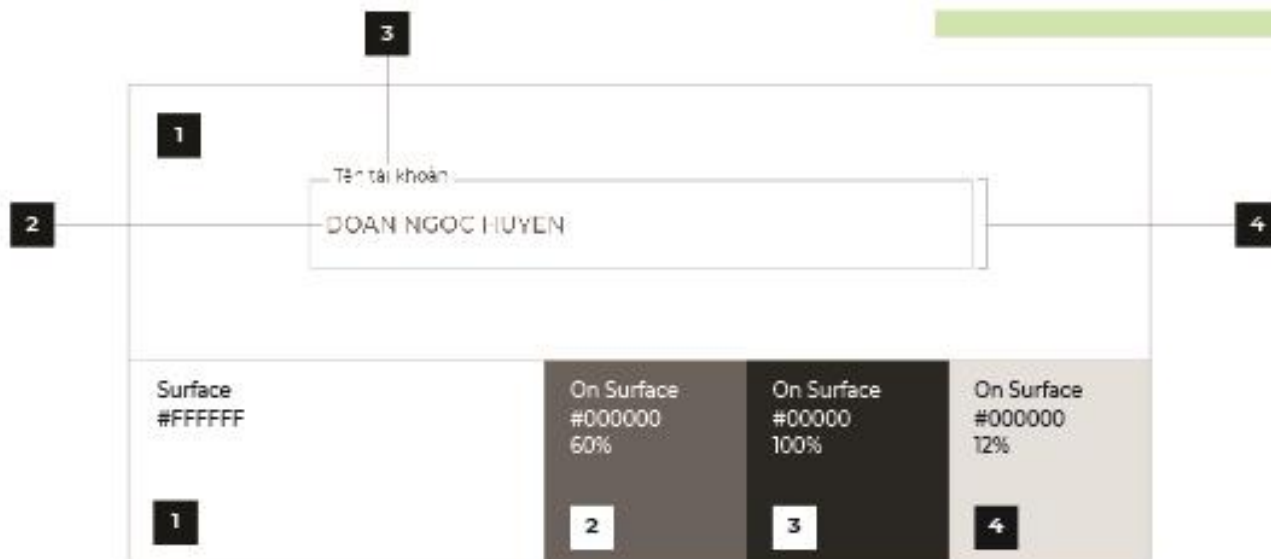 3
1
Tên tài khoản
2
DOAN NGOC HUYEN
4
Surface
#FFFFFF
On Surface
#000000
60%
On Surface
#00000
100%
On Surface
#000000
12%
1
2
3
4